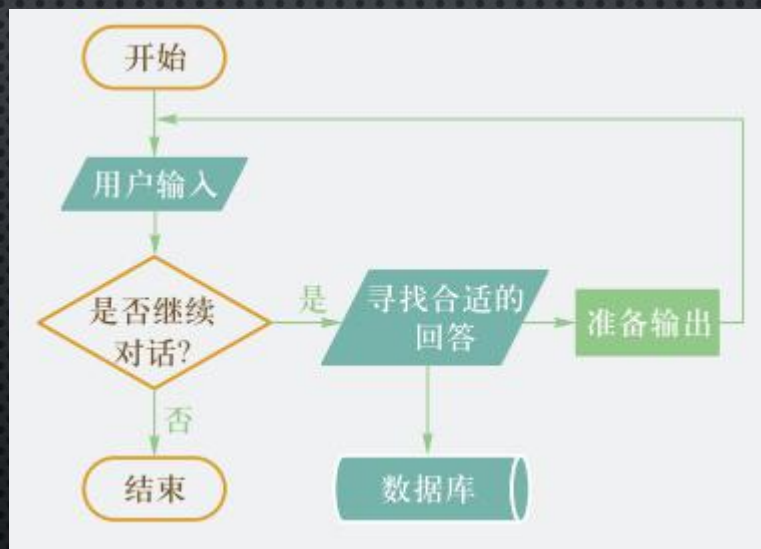 开始
用户输入
是否继续
对话?
是
寻找合适的
回答
准备输出
否
结束
数据库